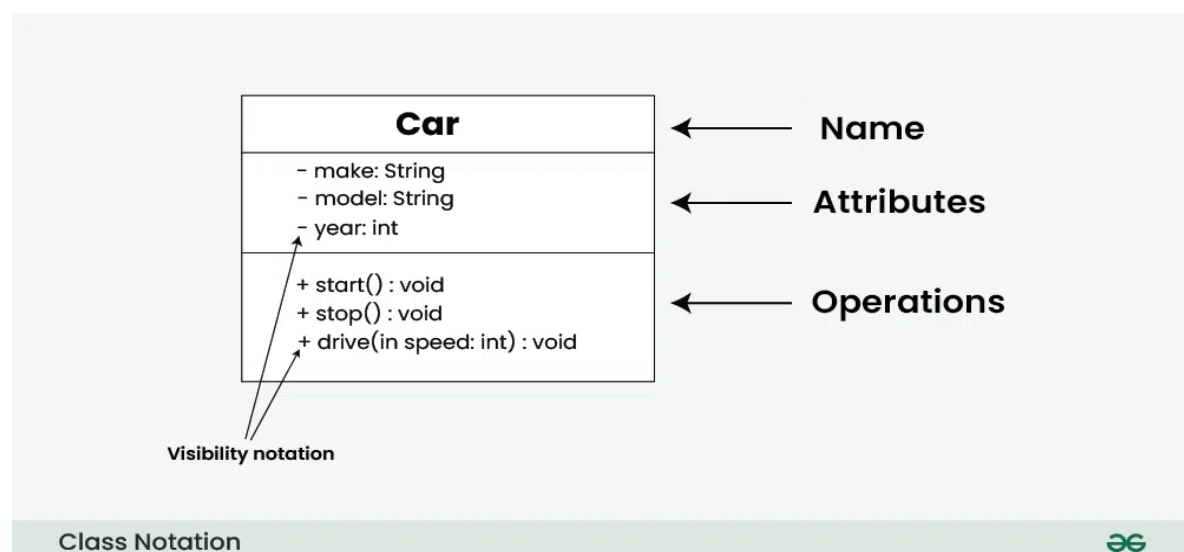 Car
Name
- make: String
- model: String
- year: int
Attributes
+ start() : void
+ stop() : void
+ drive(in speed: int) : void
Operations
Visibility notation
Class Notation